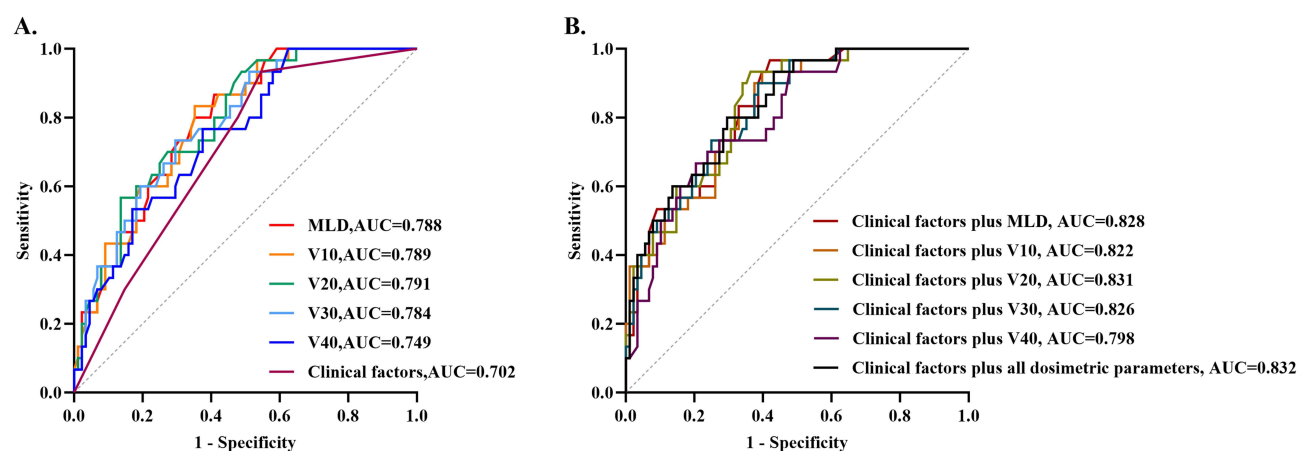 A.
1.0
0.8
0.6
0.4
0.2
0.0
Sensitivity
0.0 0.2 0.4 0.6 0.8 1.0
1 - Specificity
MLD,AUC=0.788
V10,AUC=0.789
V20,AUC=0.791
V30,AUC=0.784
V40,AUC=0.749
Clinical factors,AUC=0.702
B.
1.0
0.8
0.6
0.4
0.2
0.0
Sensitivity
0.0 0.2 0.4 0.6 0.8 1.0
1 - Specificity
Clinical factors plus MLD, AUC=0.828
Clinical factors plus V10, AUC=0.822
Clinical factors plus V20, AUC=0.831
Clinical factors plus V30, AUC=0.826
Clinical factors plus V40, AUC=0.798
Clinical factors plus all dosimetric parameters, AUC=0.832